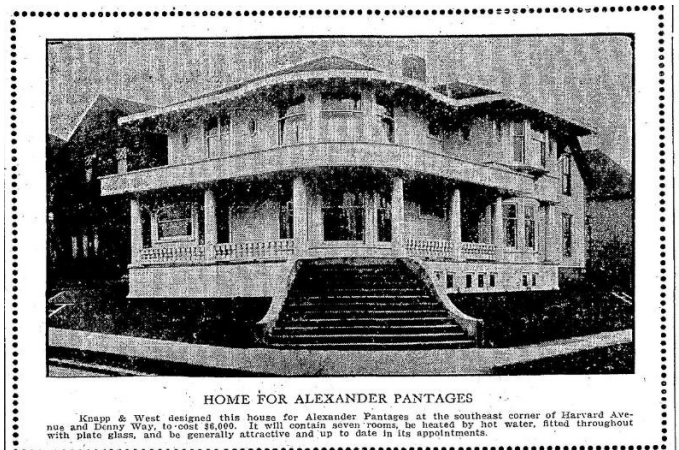 HOME FOR ALEXANDER PANTAGES
Knapp & West designed this house for Alexander Pantages at the southeast corner of Harvard Ave-
nue and Denny Way, to cost $6,000. It will contain seven rooms, be heated by hot water, fitted throughout
with plate glass, and be generally attractive and up to date in its appointments.